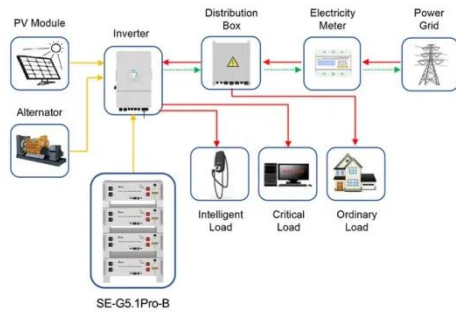 PV Module
Inverter
Distribution
Box
Electricity
Meter
Power
Grid
Alternator
Intelligent
Load
Critical
Load
Ordinary
Load
SE-G5.1Pro-B